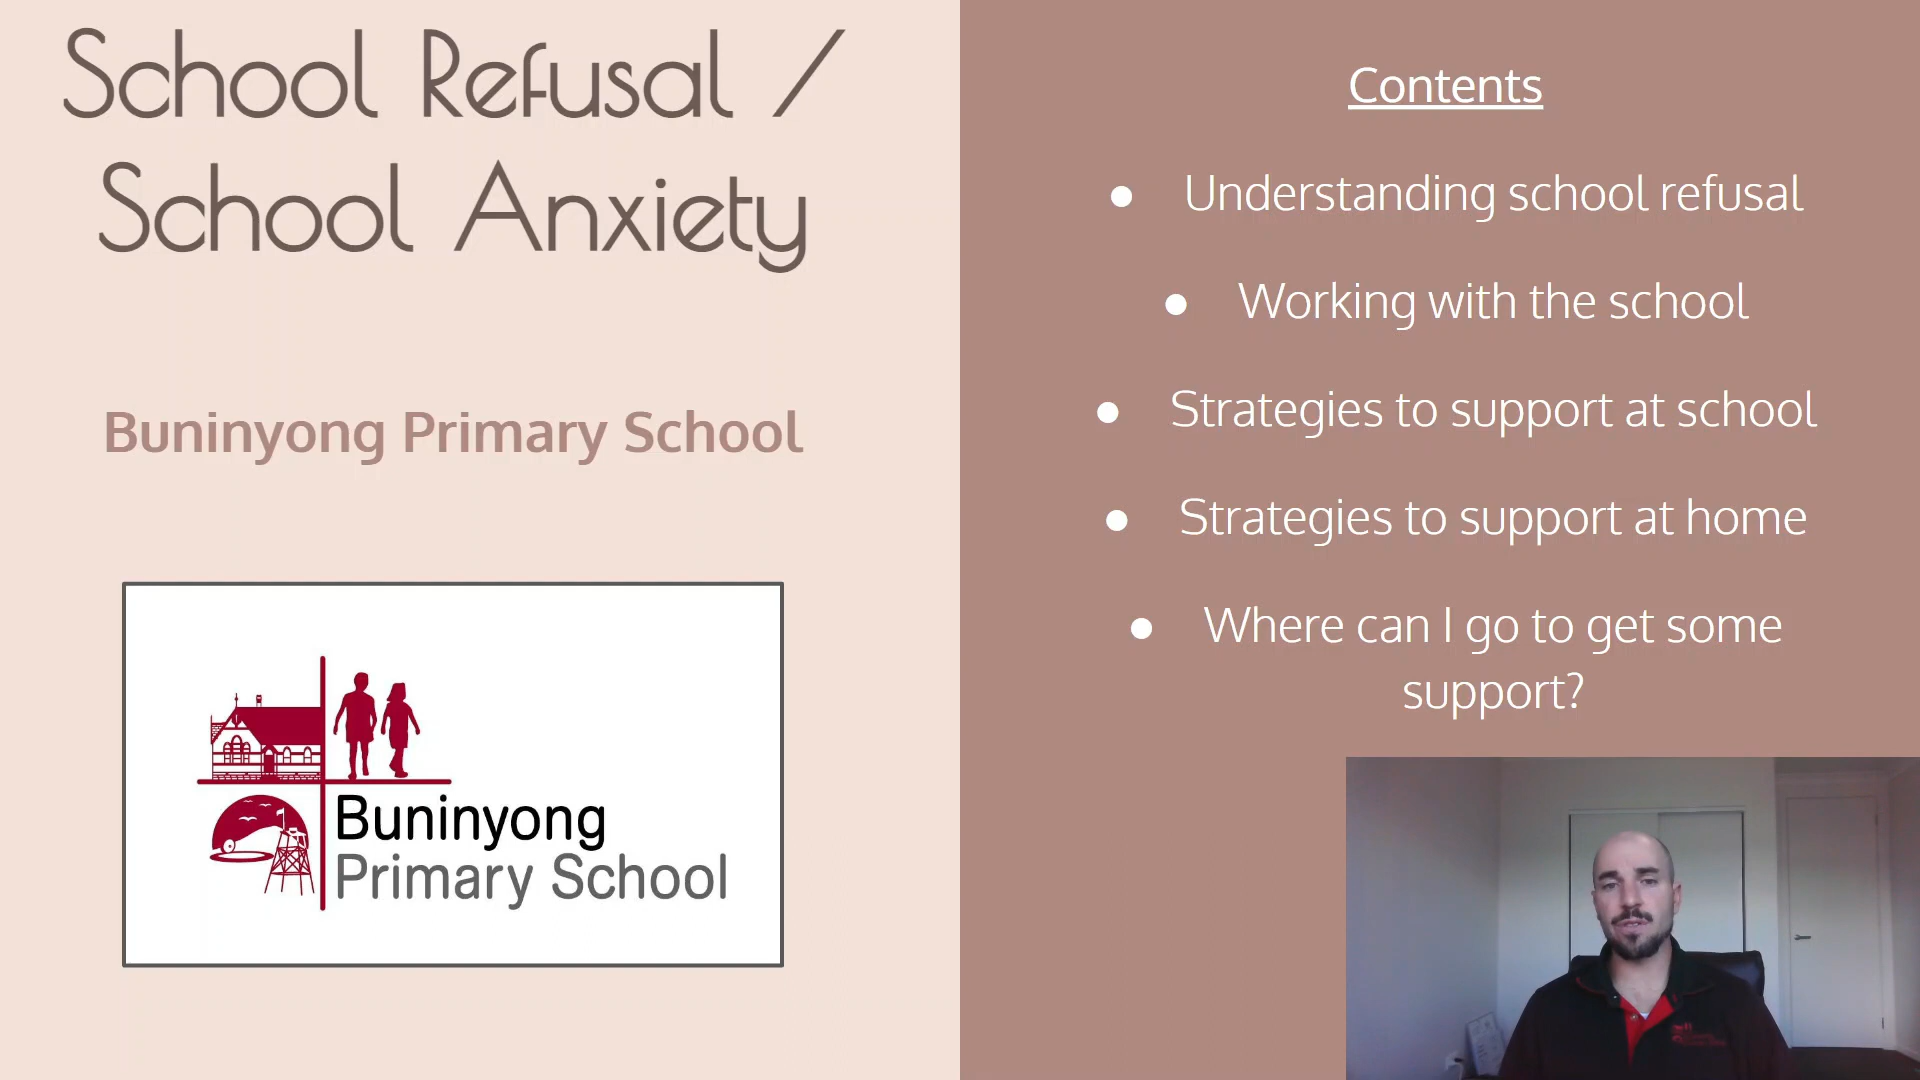 School Refusal /
School Anxiety
Buninyong Primary School
Buninyong
Primary School
Contents
● Understanding school refusal
● Working with the school
● Strategies to support at school
● Strategies to support at home
● Where can I go to get some
support?